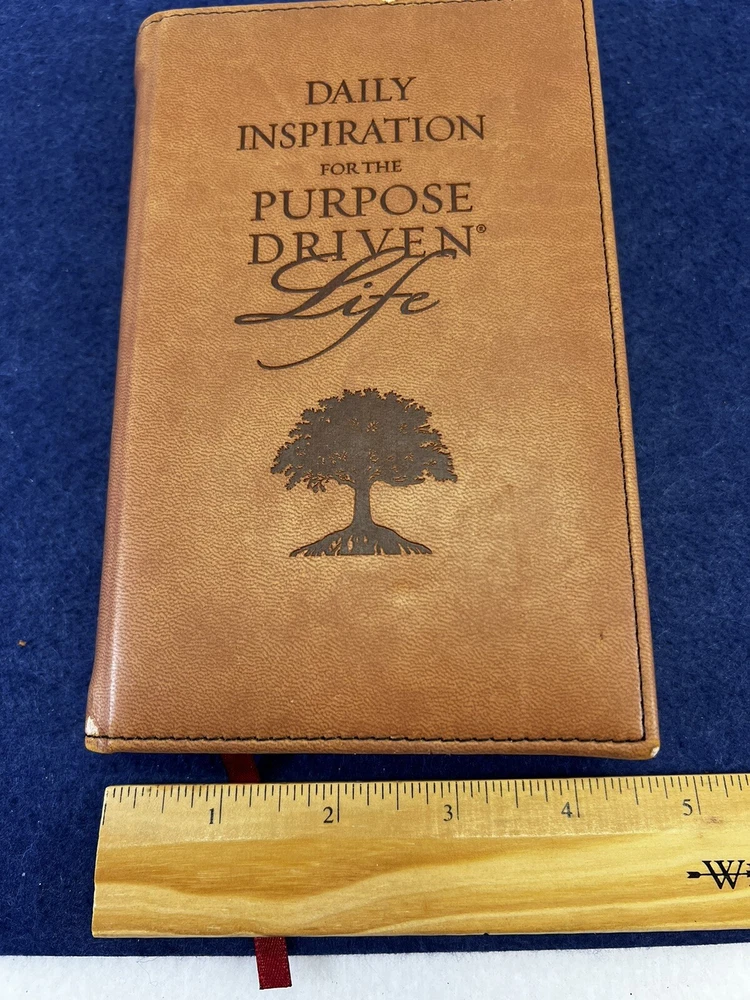 DAILY
INSPIRATION
FOR THE
PURPOSE
DRIVEN®
Life
1 2 3 4 5
W